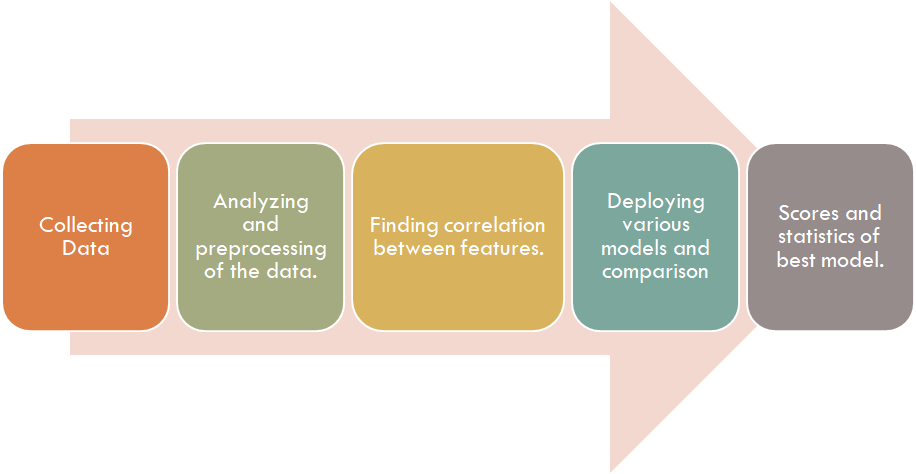 Collecting
Data
Analyzing
and
preprocessing
of the data.
Finding correlation
between features.
Deploying
various
models and
comparison
Scores and
statistics of
best model.